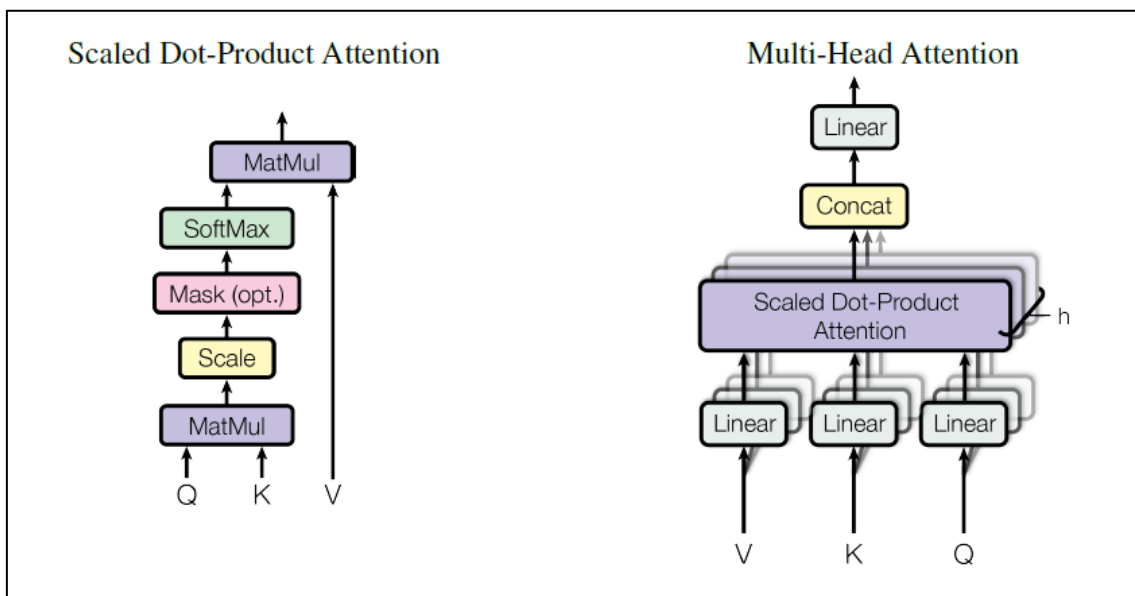 Scaled Dot-Product Attention
MatMul
SoftMax
Mask (opt.)
Scale
MatMul
Q K V
Multi-Head Attention
Linear
Concat
Scaled Dot-Product
Attention
h
Linear Linear Linear
V K Q